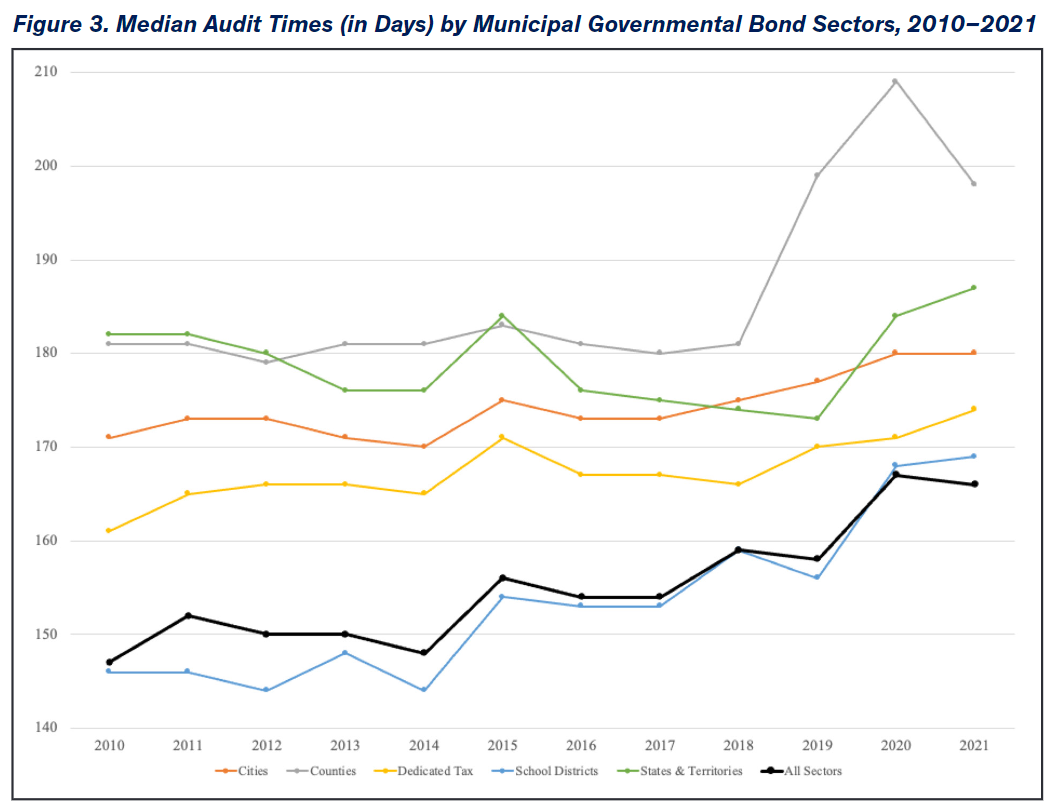 Figure 3. Median Audit Times (in Days) by Municipal Governmental Bond Sectors, 2010–2021
210
200
190
180
170
160
150
140
2010 2011 2012 2013 2014 2015 2016 2017 2018 2019 2020 2021
Cities Counties Dedicated Tax School Districts States & Territories All Sectors